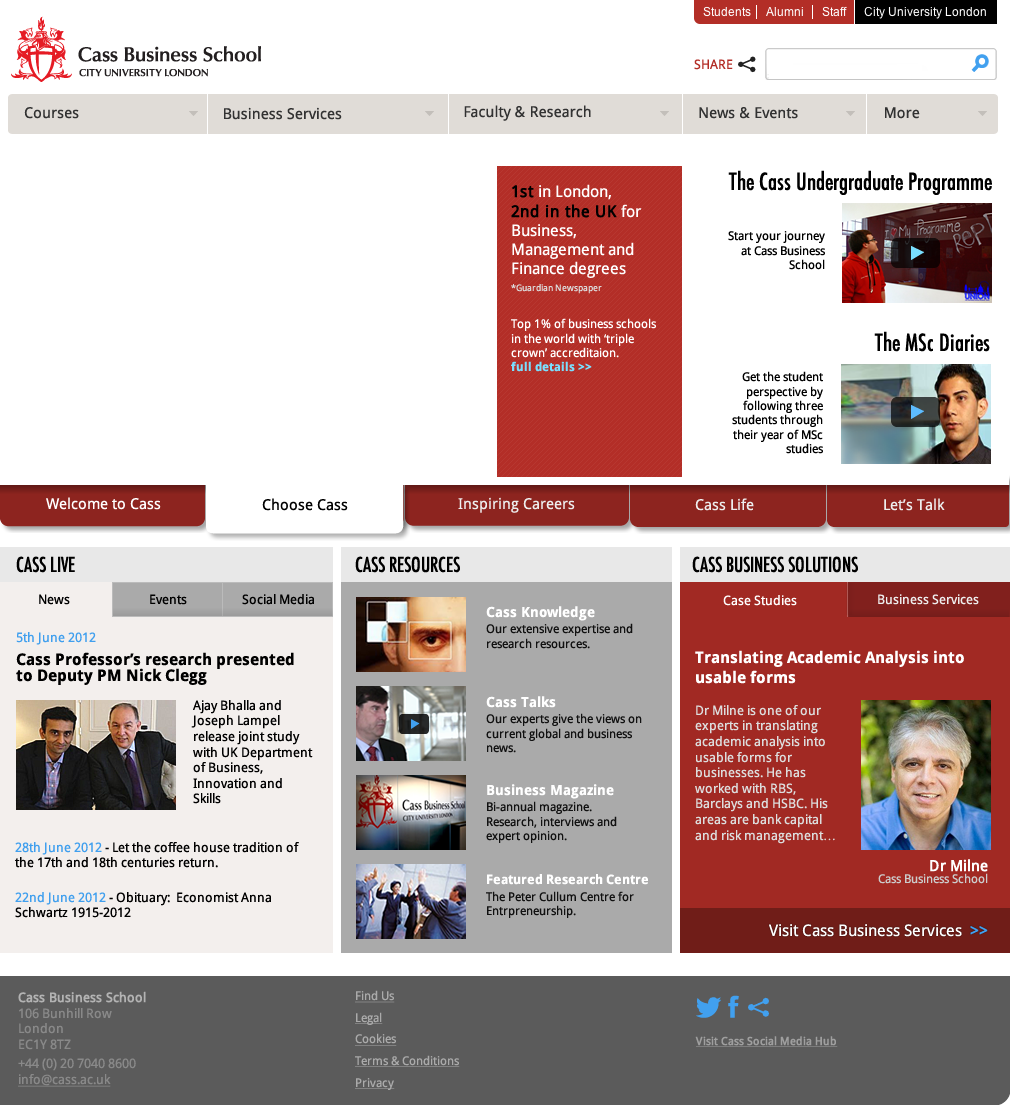 Students | Alumni | Staff City University London
Cass Business School
CITY UNIVERSITY LONDON
SHARE
Courses
Business Services
Faculty & Research
News & Events
More
1st in London,
2nd in the UK for
Business,
Management and
Finance degrees
*Guardian Newspaper
Top 1% of business schools
in the world with ‘triple
crown’ accreditaion.
full details >>
The Cass Undergraduate Programme
Start your journey
at Cass Business
School
I My Programme
UNION
The MSc Diaries
Get the student
perspective by
following three
students through
their year of MSc
studies
Welcome to Cass
Choose Cass
Inspiring Careers
Cass Life
Let’s Talk
CASS LIVE
News
Events
Social Media
5th June 2012
Cass Professor’s research presented
to Deputy PM Nick Clegg
Ajay Bhalla and
Joseph Lampel
release joint study
with UK Department
of Business,
Innovation and
Skills
28th June 2012 - Let the coffee house tradition of
the 17th and 18th centuries return.
22nd June 2012 - Obituary: Economist Anna
Schwartz 1915-2012
CASS RESOURCES
Cass Knowledge
Our extensive expertise and
research resources.
Cass Talks
Our experts give the views on
current global and business
news.
Cass Business School
CITY UNIVERSITY LONDON
Business Magazine
Bi-annual magazine.
Research, interviews and
expert opinion.
Featured Research Centre
The Peter Cullum Centre for
Entrpreneurship.
CASS BUSINESS SOLUTIONS
Case Studies
Business Services
Translating Academic Analysis into
usable forms
Dr Milne is one of our
experts in translating
academic analysis into
usable forms for
businesses. He has
worked with RBS,
Barclays and HSBC. His
areas are bank capital
and risk management…
Dr Milne
Cass Business School
Visit Cass Business Services >>
Cass Business School
106 Bunhill Row
London
EC1Y 8TZ
+44 (0) 20 7040 8600
info@cass.ac.uk
Find Us
Legal
Cookies
Terms & Conditions
Privacy
Visit Cass Social Media Hub